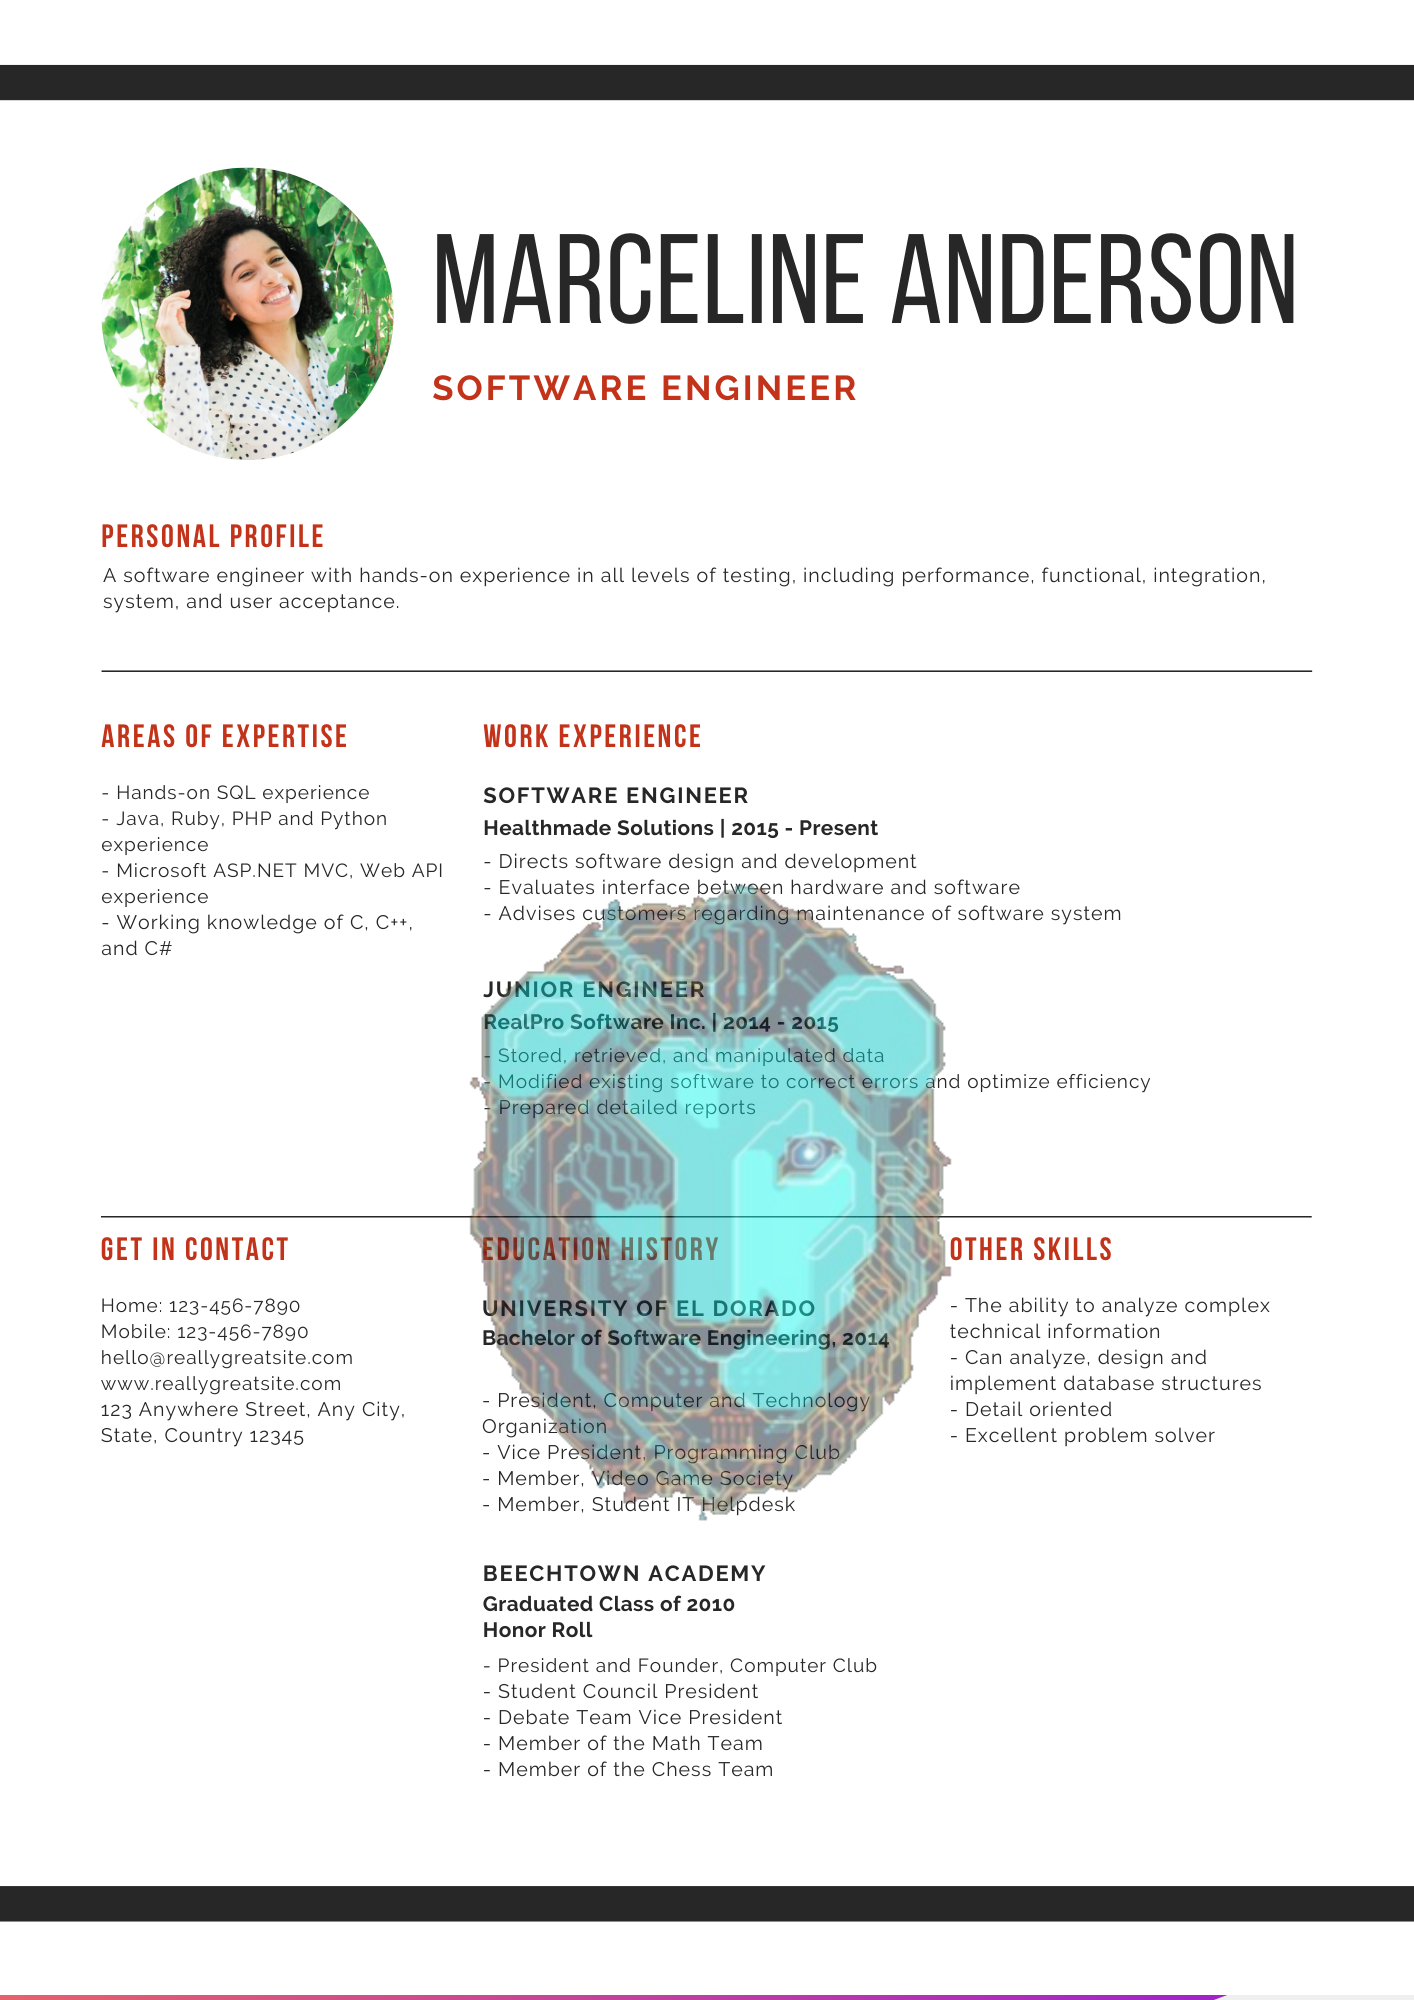 MARCELINE ANDERSON
SOFTWARE ENGINEER
PERSONAL PROFILE
A software engineer with hands-on experience in all levels of testing, including performance, functional, integration,
system, and user acceptance.
AREAS OF EXPERTISE
- Hands-on SQL experience
- Java, Ruby, PHP and Python
experience
- Microsoft ASP.NET MVC, Web API
experience
- Working knowledge of C, C++,
and C#
WORK EXPERIENCE
SOFTWARE ENGINEER
Healthmade Solutions | 2015 - Present
- Directs software design and development
- Evaluates interface between hardware and software
- Advises customers regarding maintenance of software system
JUNIOR ENGINEER
RealPro Software Inc. | 2014 - 2015
- Stored, retrieved, and manipulated data
- Modified existing software to correct errors and optimize efficiency
- Prepared detailed reports
GET IN CONTACT
Home: 123-456-7890
Mobile: 123-456-7890
hello@reallygreatsite.com
www.reallygreatsite.com
123 Anywhere Street, Any City,
State, Country 12345
EDUCATION HISTORY
UNIVERSITY OF EL DORADO
Bachelor of Software Engineering, 2014
- President, Computer and Technology
Organization
- Vice President, Programming Club
- Member, Video Game Society
- Member, Student IT Helpdesk
BEECHTOWN ACADEMY
Graduated Class of 2010
Honor Roll
- President and Founder, Computer Club
- Student Council President
- Debate Team Vice President
- Member of the Math Team
- Member of the Chess Team
OTHER SKILLS
- The ability to analyze complex
technical information
- Can analyze, design and
implement database structures
- Detail oriented
- Excellent problem solver